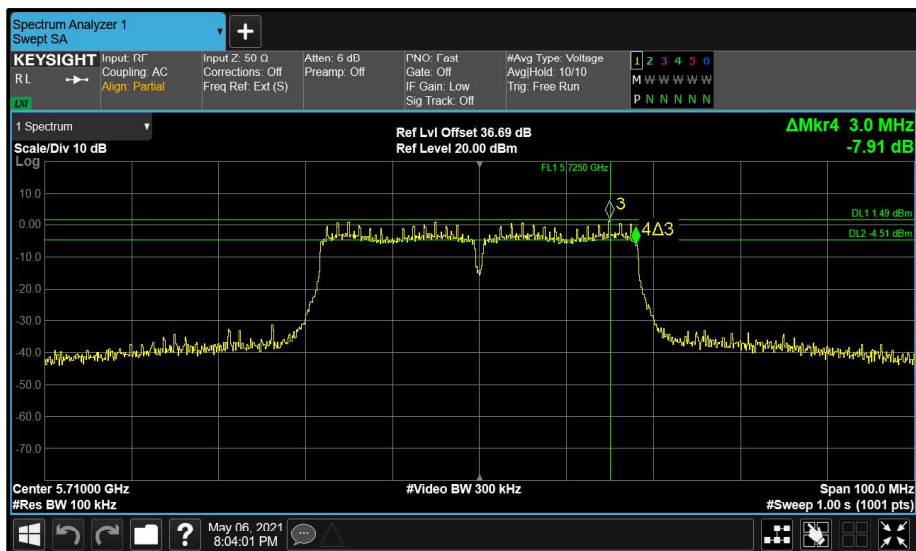 Spectrum Analyzer 1
Swept SA
+
KEYSIGHT
RL
LXI
Input: RF
Coupling: AC
Align: Partial
Input Z: 50 Ω
Corrections: Off
Freq Ref: Ext (S)
Atten: 6 dB
Preamp: Off
PNO: Fast
Gate: Off
IF Gain: Low
Sig Track: Off
#Avg Type: Voltage
Avg|Hold: 10/10
Trig: Free Run
1 2 3 4 5 6
M W W W W W
P N N N N N
1 Spectrum
Scale/Div 10 dB
Ref Lvl Offset 36.69 dB
Ref Level 20.00 dBm
ΔMkr4 3.0 MHz
-7.91 dB
Log
FL1 5.7250 GHz
10.0
3
DL1 1.49 dBm
0.00
4Δ3
DL2 -4.51 dBm
-10.0
-20.0
-30.0
-40.0
-50.0
-60.0
-70.0
Center 5.71000 GHz
#Video BW 300 kHz
Span 100.0 MHz
#Res BW 100 kHz
#Sweep 1.00 s (1001 pts)
?
May 06, 2021
8:04:01 PM